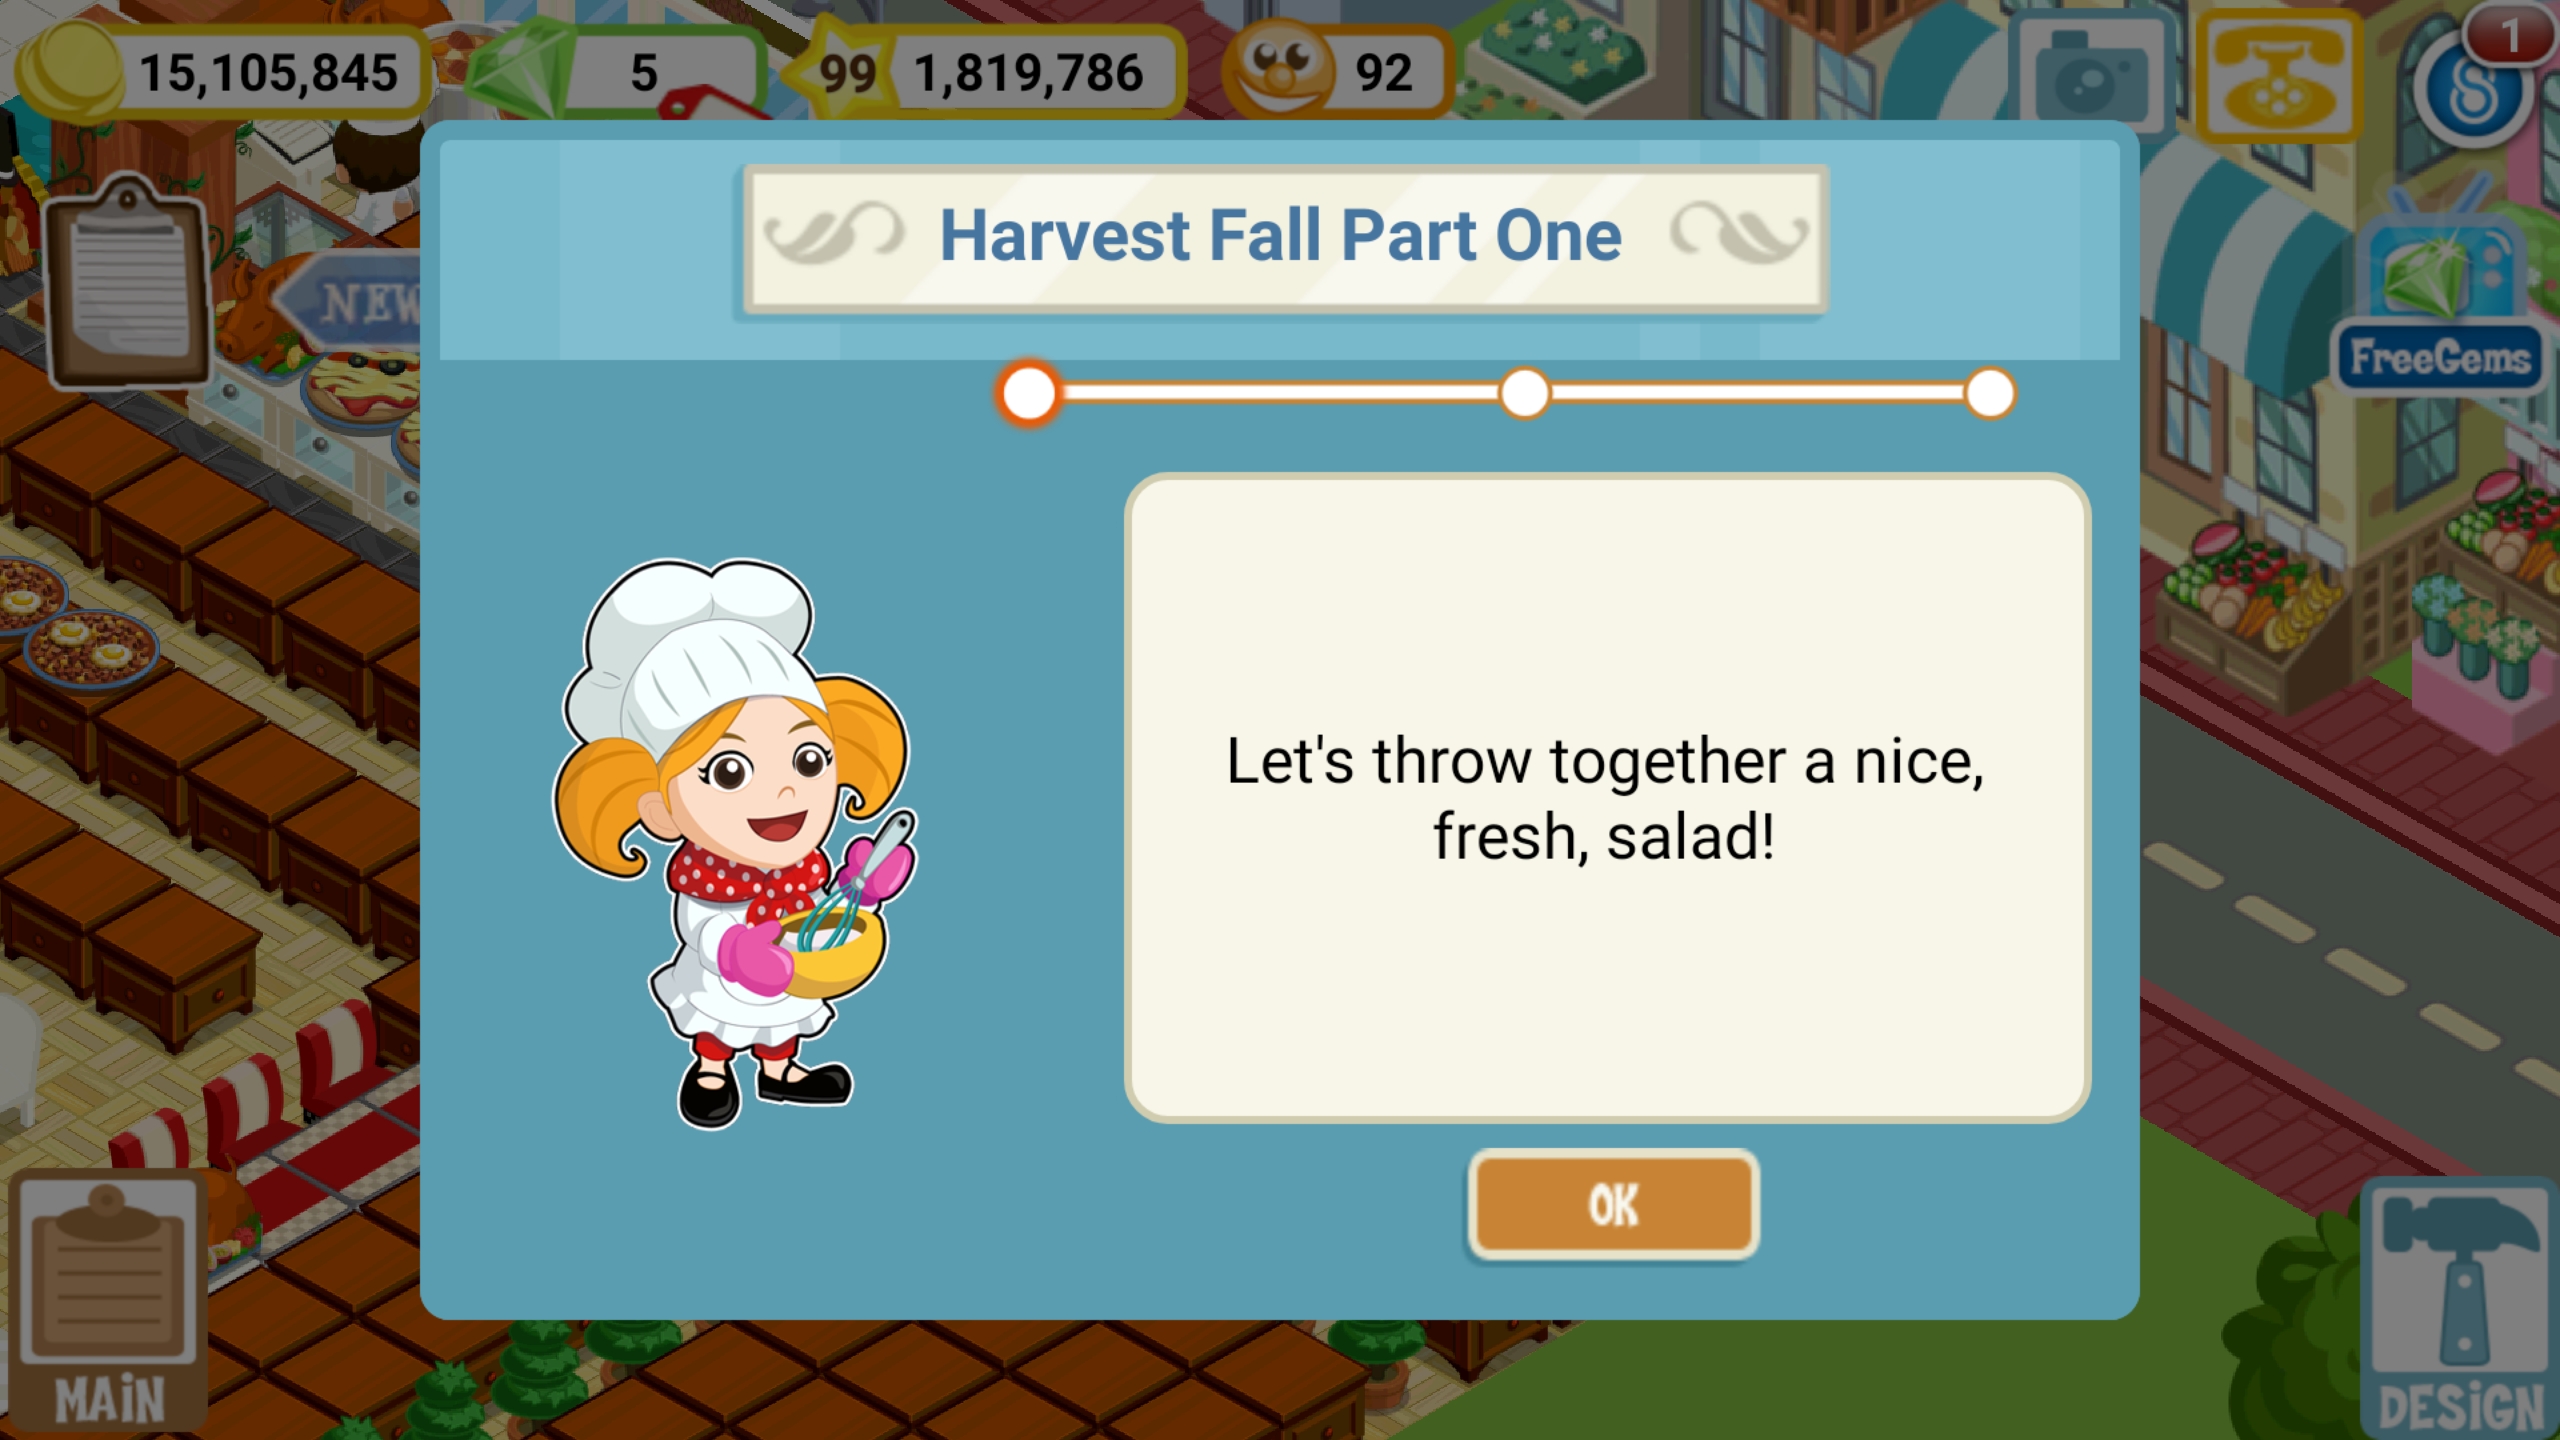 15,105,845
5
99
1,819,786
92
1
NEW
FreeGems
Harvest Fall Part One
Let's throw together a nice,
fresh, salad!
OK
MAiN
DESiGN